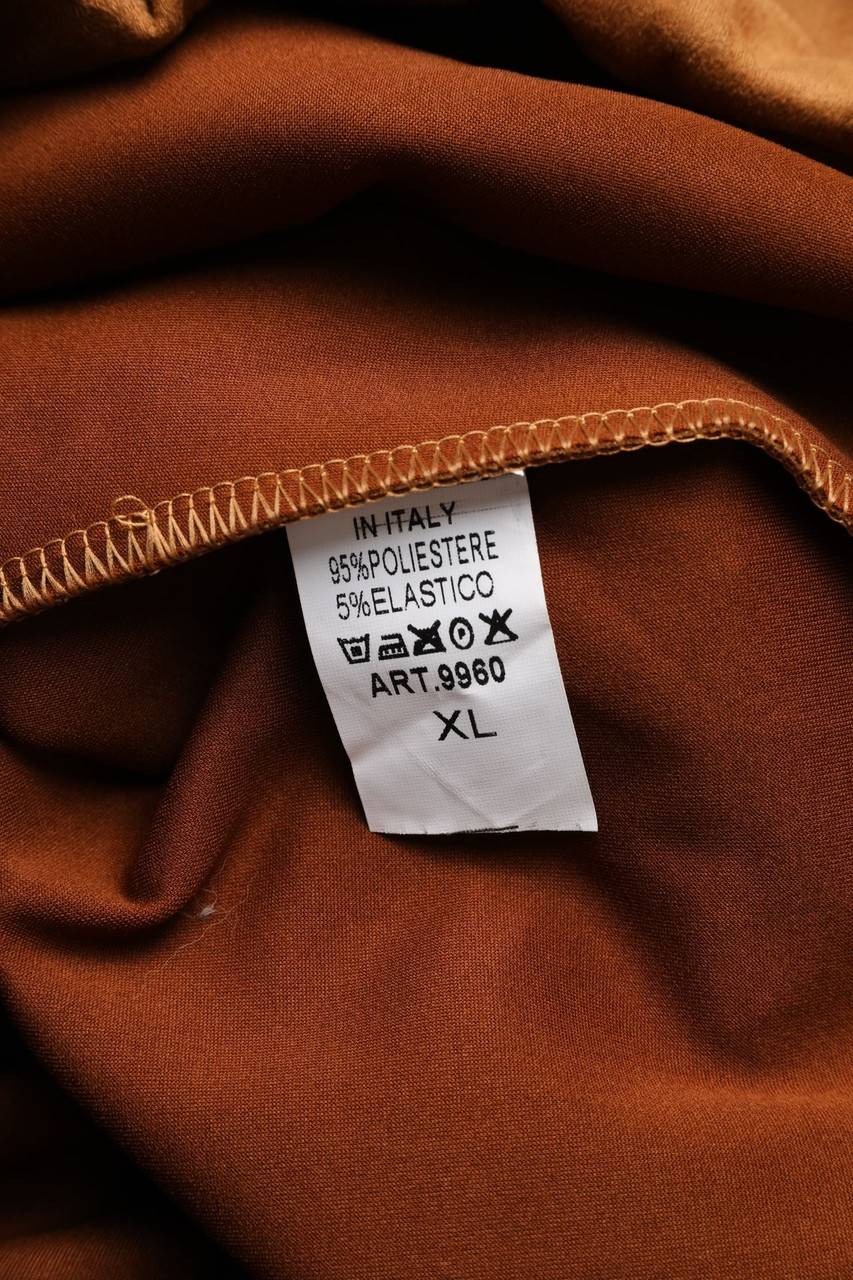 IN ITALY
95%POLIESTERE
5%ELASTICO
P
ART.9960
XL